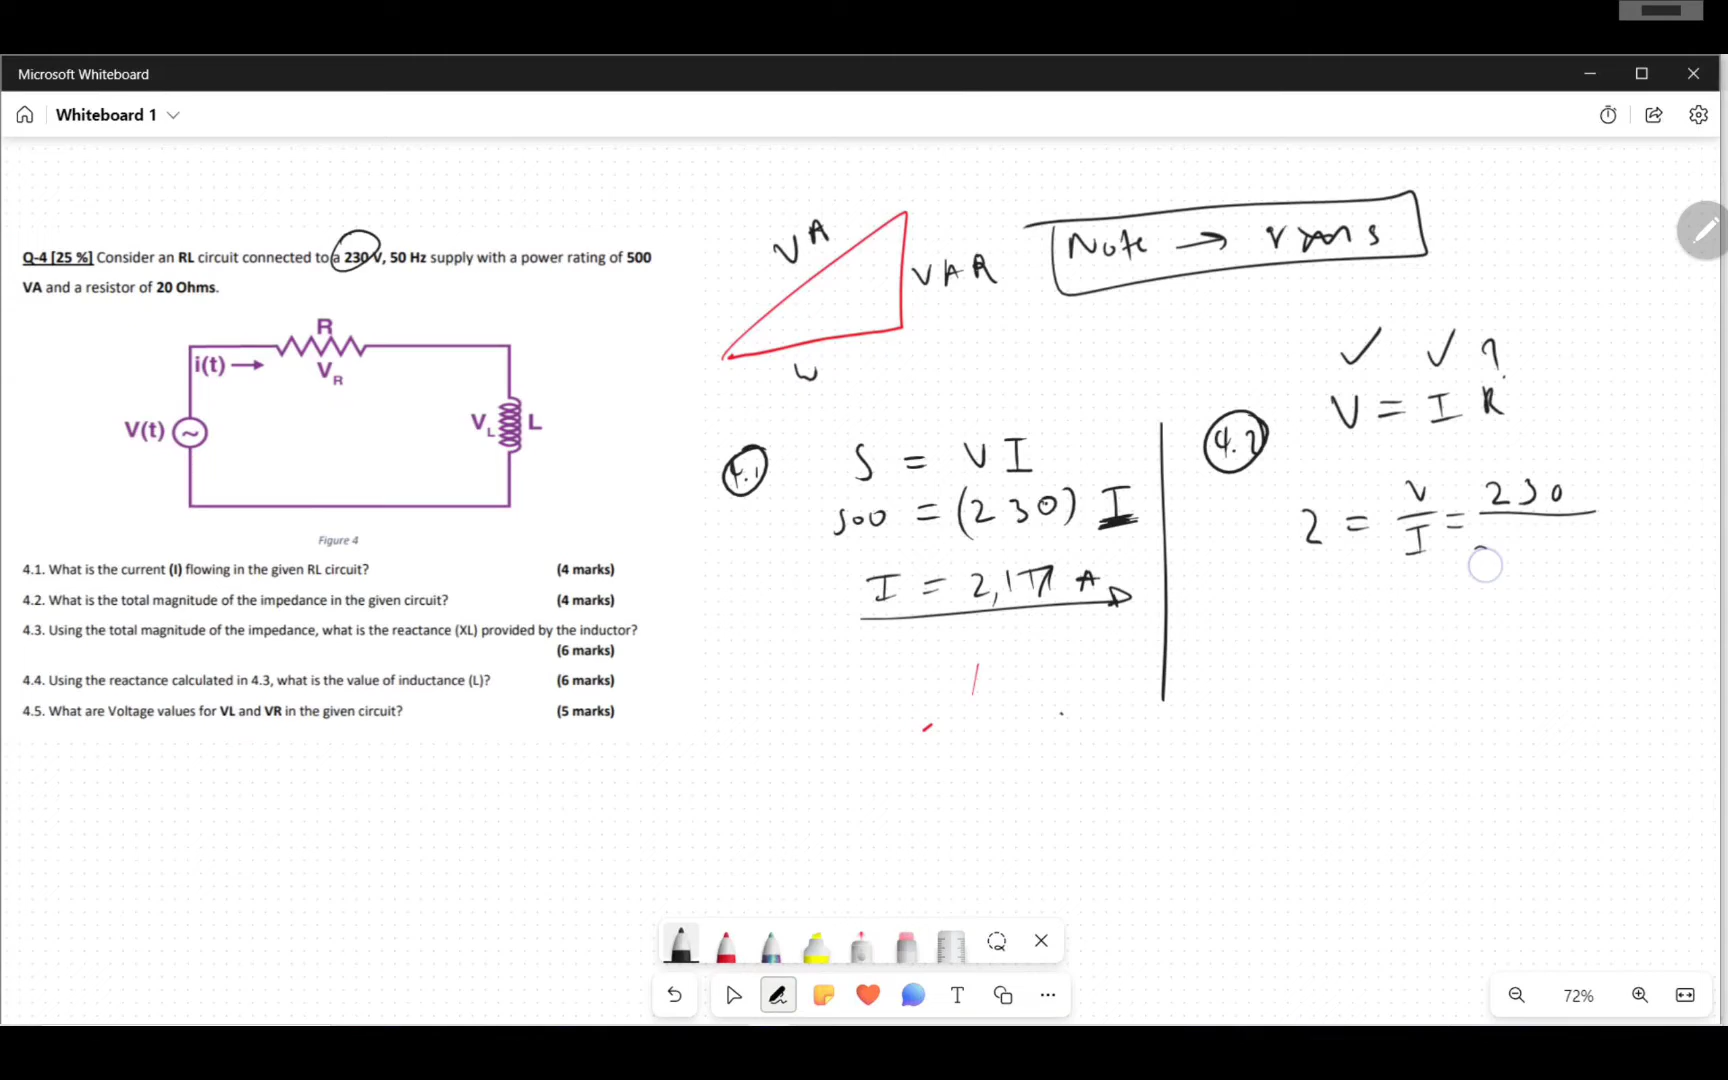 Microsoft Whiteboard
Whiteboard 1
Q-4 [25 %] Consider an RL circuit connected to a 230 V, 50 Hz supply with a power rating of 500
VA and a resistor of 20 Ohms.
R
i(t)
VR
V(t)
VL
L
Figure 4
4.1. What is the current (I) flowing in the given RL circuit? (4 marks)
4.2. What is the total magnitude of the impedance in the given circuit? (4 marks)
4.3. Using the total magnitude of the impedance, what is the reactance (XL) provided by the inductor?
(6 marks)
4.4. Using the reactance calculated in 4.3, what is the value of inductance (L)? (6 marks)
4.5. What are Voltage values for VL and VR in the given circuit? (5 marks)
VA
VAR
W
Note → rms
4.1
S = VI
500 = (230) I
I = 2,17 A
✓ ✓ ?
V = I R
4.2
Z = V/I = 230
72%